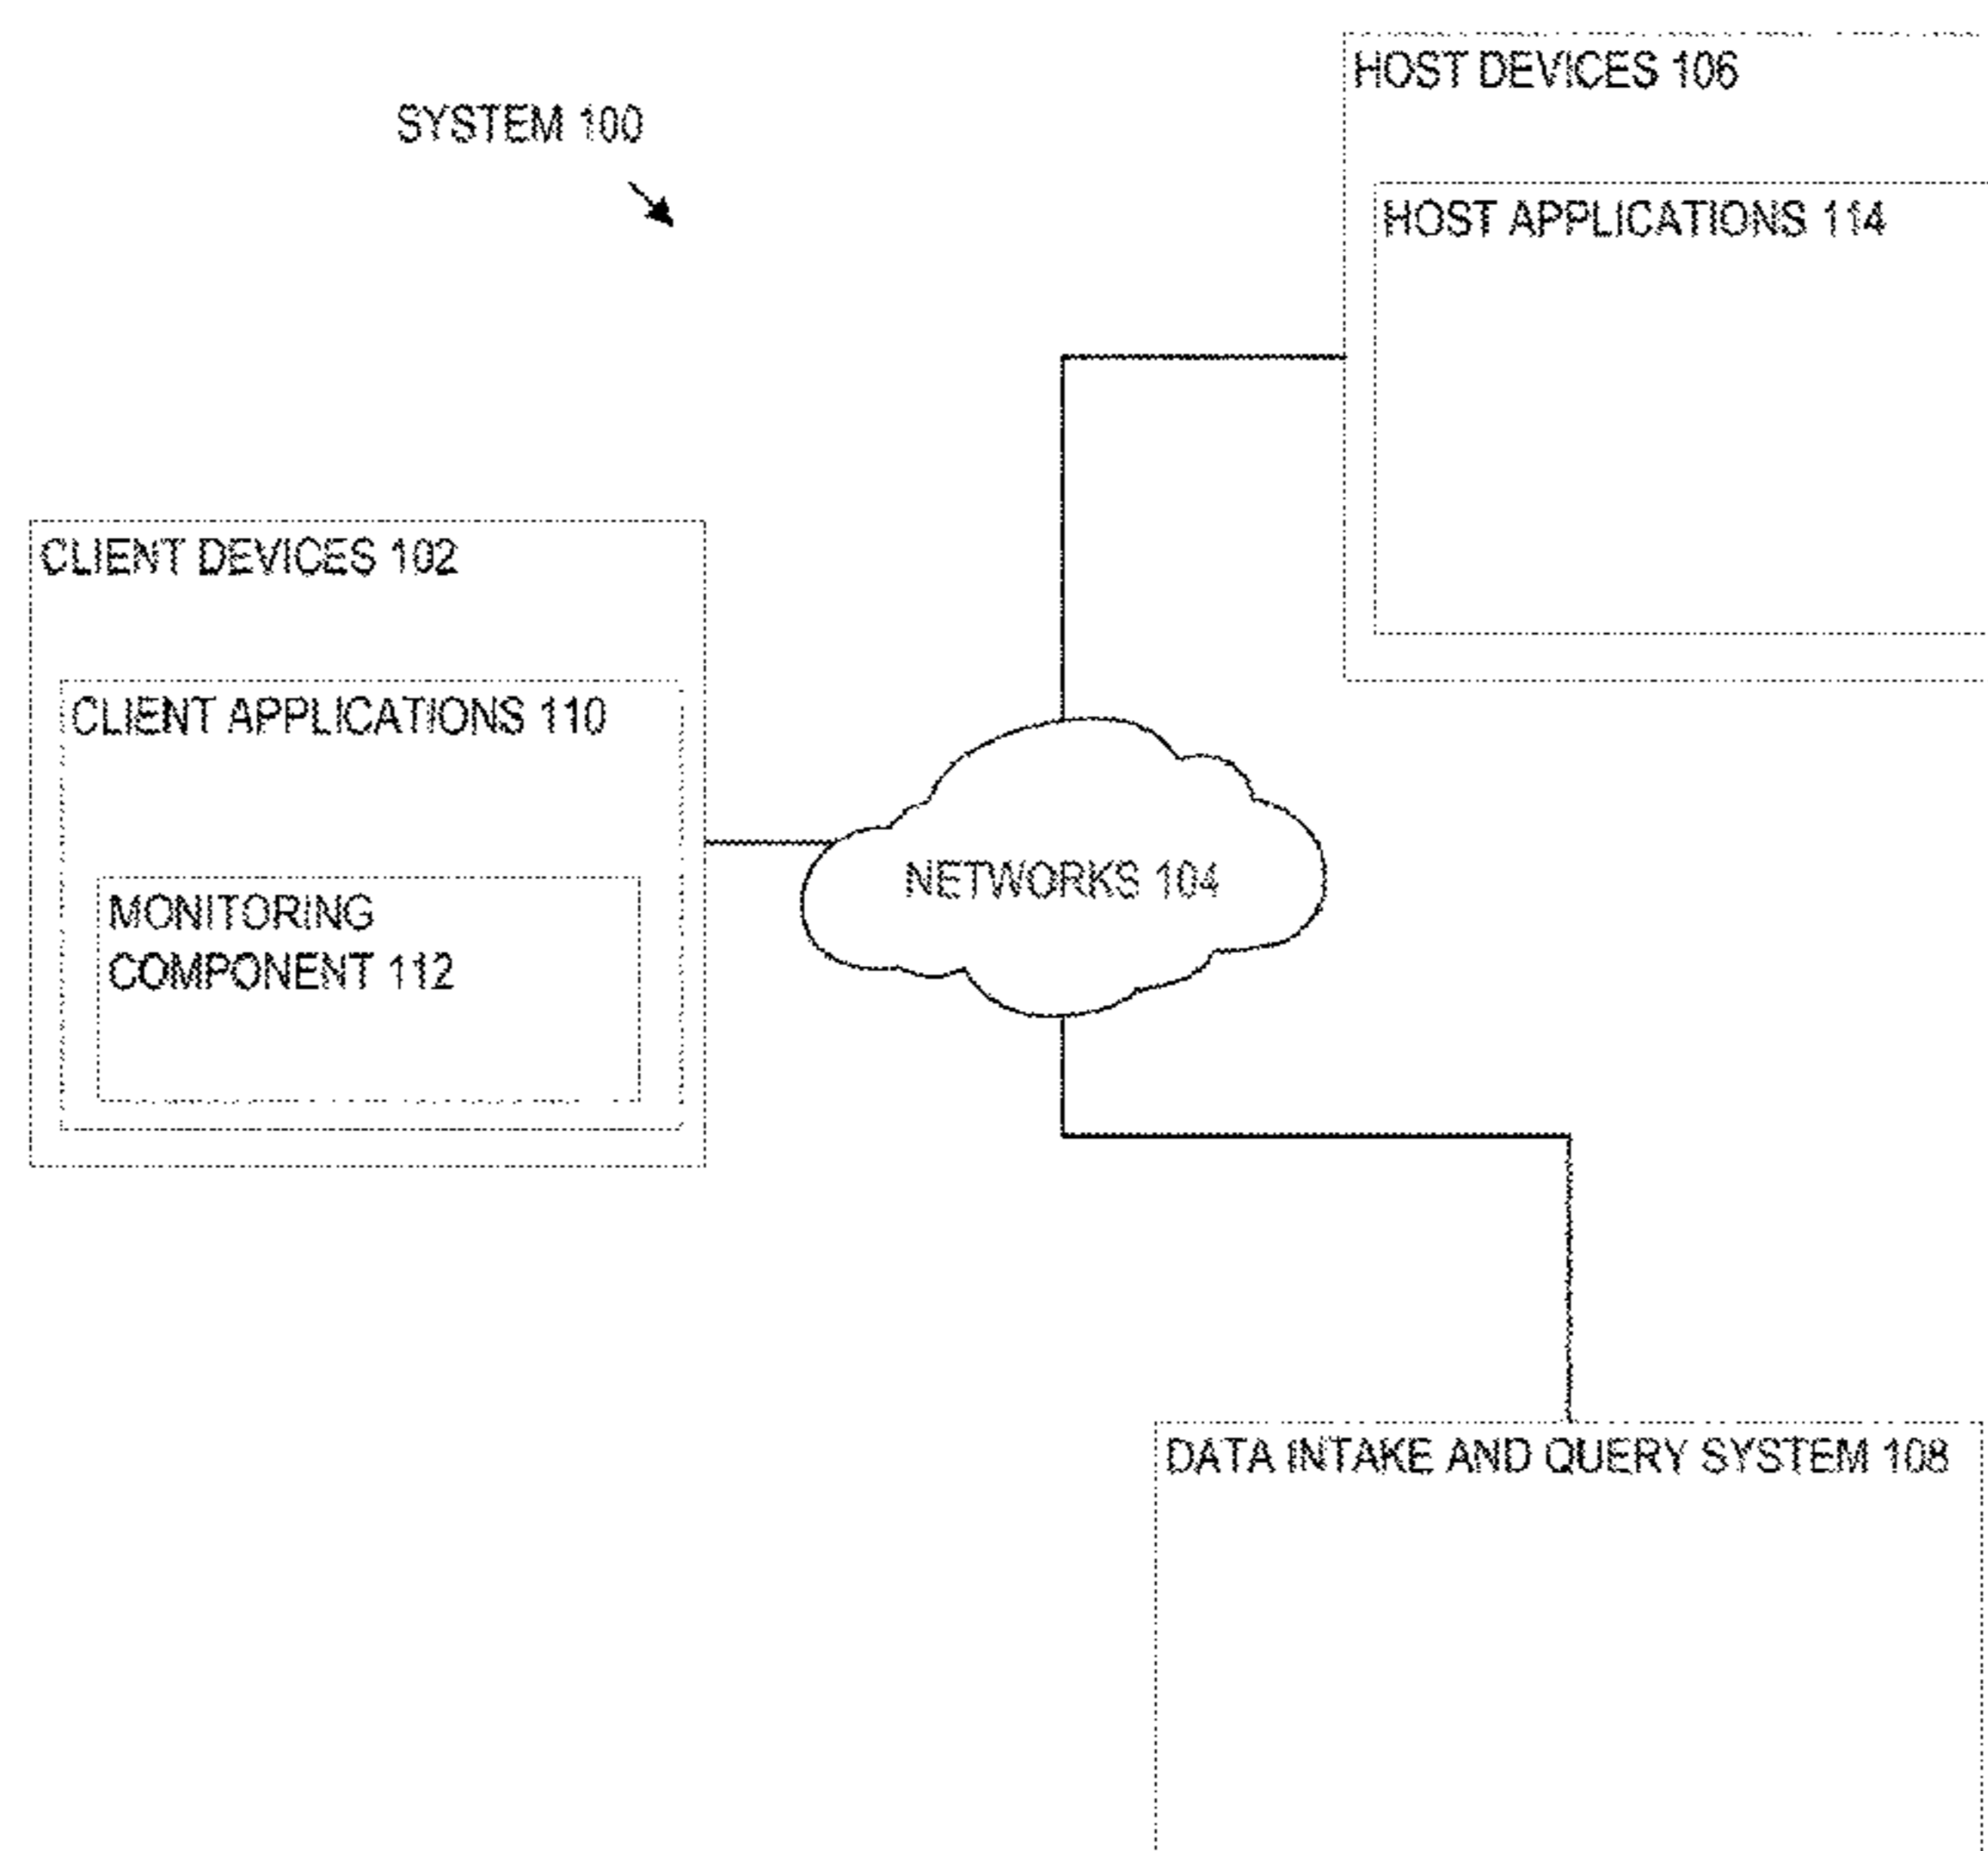 SYSTEM 100
HOST DEVICES 106
HOST APPLICATIONS 114
CLIENT DEVICES 102
CLIENT APPLICATIONS 110
MONITORING
COMPONENT 112
NETWORKS 104
DATA INTAKE AND QUERY SYSTEM 108